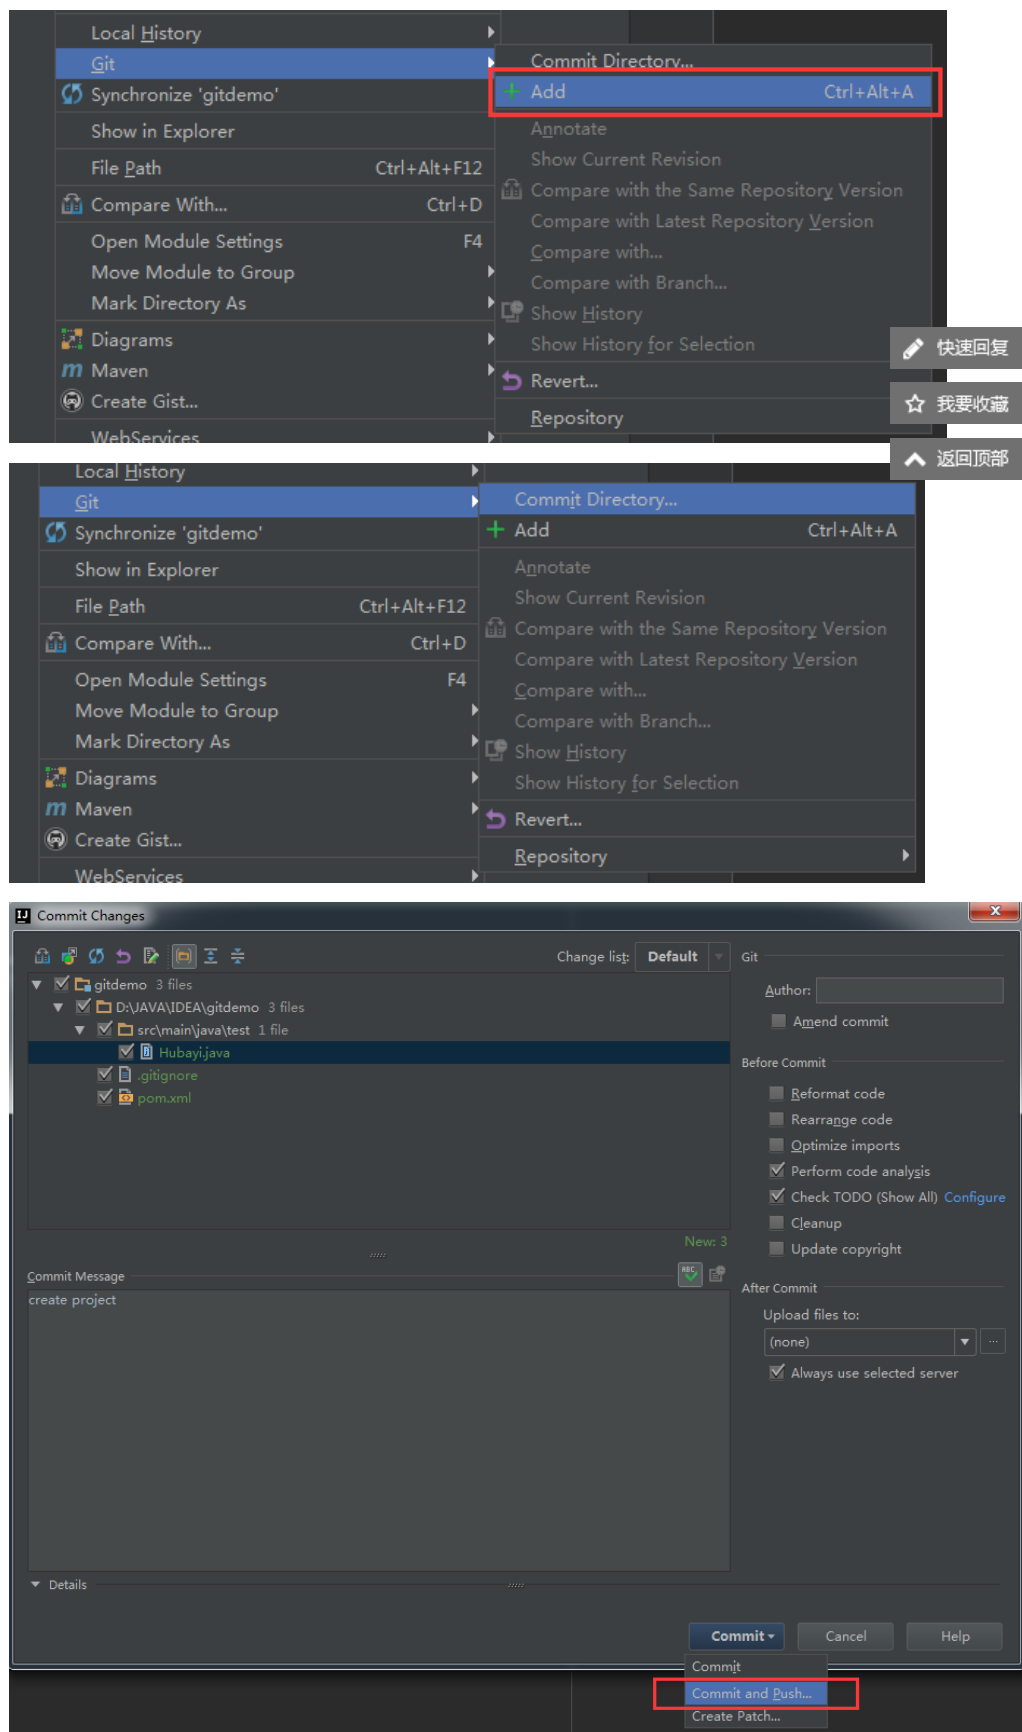 Local History
Git
Synchronize 'gitdemo'
Show in Explorer
File Path Ctrl+Alt+F12
Compare With... Ctrl+D
Open Module Settings F4
Move Module to Group
Mark Directory As
Diagrams
Maven
Create Gist...
WebServices
Commit Directory...
Add Ctrl+Alt+A
Annotate
Show Current Revision
Compare with the Same Repository Version
Compare with Latest Repository Version
Compare with...
Compare with Branch...
Show History
Show History for Selection
Revert...
Repository
快速回复
我要收藏
返回顶部
Local History
Git
Synchronize 'gitdemo'
Show in Explorer
File Path Ctrl+Alt+F12
Compare With... Ctrl+D
Open Module Settings F4
Move Module to Group
Mark Directory As
Diagrams
Maven
Create Gist...
WebServices
Commit Directory...
Add Ctrl+Alt+A
Annotate
Show Current Revision
Compare with the Same Repository Version
Compare with Latest Repository Version
Compare with...
Compare with Branch...
Show History
Show History for Selection
Revert...
Repository
IJ Commit Changes
Change list: Default
gitdemo 3 files
D:\JAVA\IDEA\gitdemo 3 files
src\main\java\test 1 file
Hubayi.java
.gitignore
pom.xml
New: 3
Commit Message
ABC
create project
Details
Git
Author:
Amend commit
Before Commit
Reformat code
Rearrange code
Optimize imports
Perform code analysis
Check TODO (Show All) Configure
Cleanup
Update copyright
After Commit
Upload files to:
(none) ...
Always use selected server
Commit Cancel Help
Commit
Commit and Push...
Create Patch...